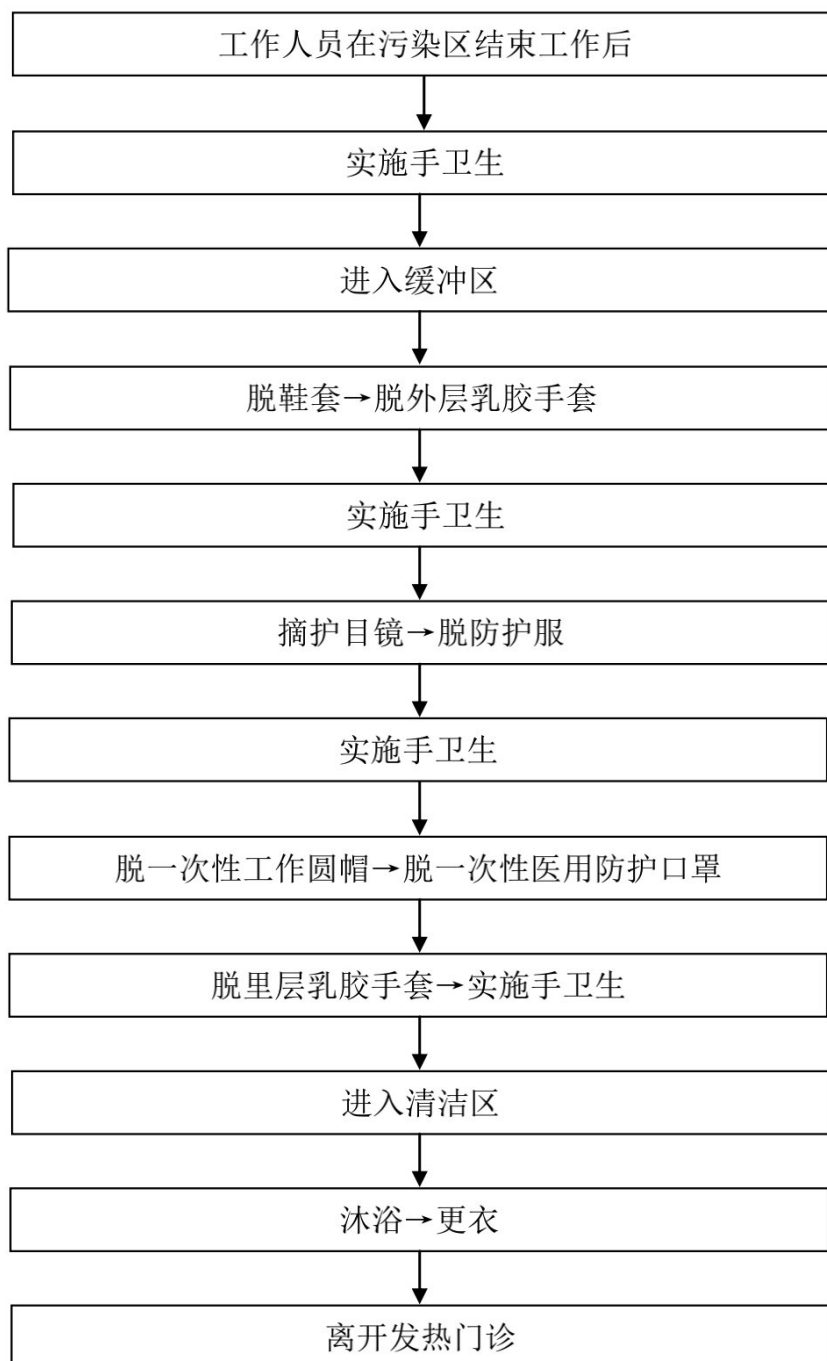 工作人员在污染区结束工作后
实施手卫生
进入缓冲区
脱鞋套→脱外层乳胶手套
实施手卫生
摘护目镜→脱防护服
实施手卫生
脱一次性工作圆帽→脱一次性医用防护口罩
脱里层乳胶手套→实施手卫生
进入清洁区
沐浴→更衣
离开发热门诊